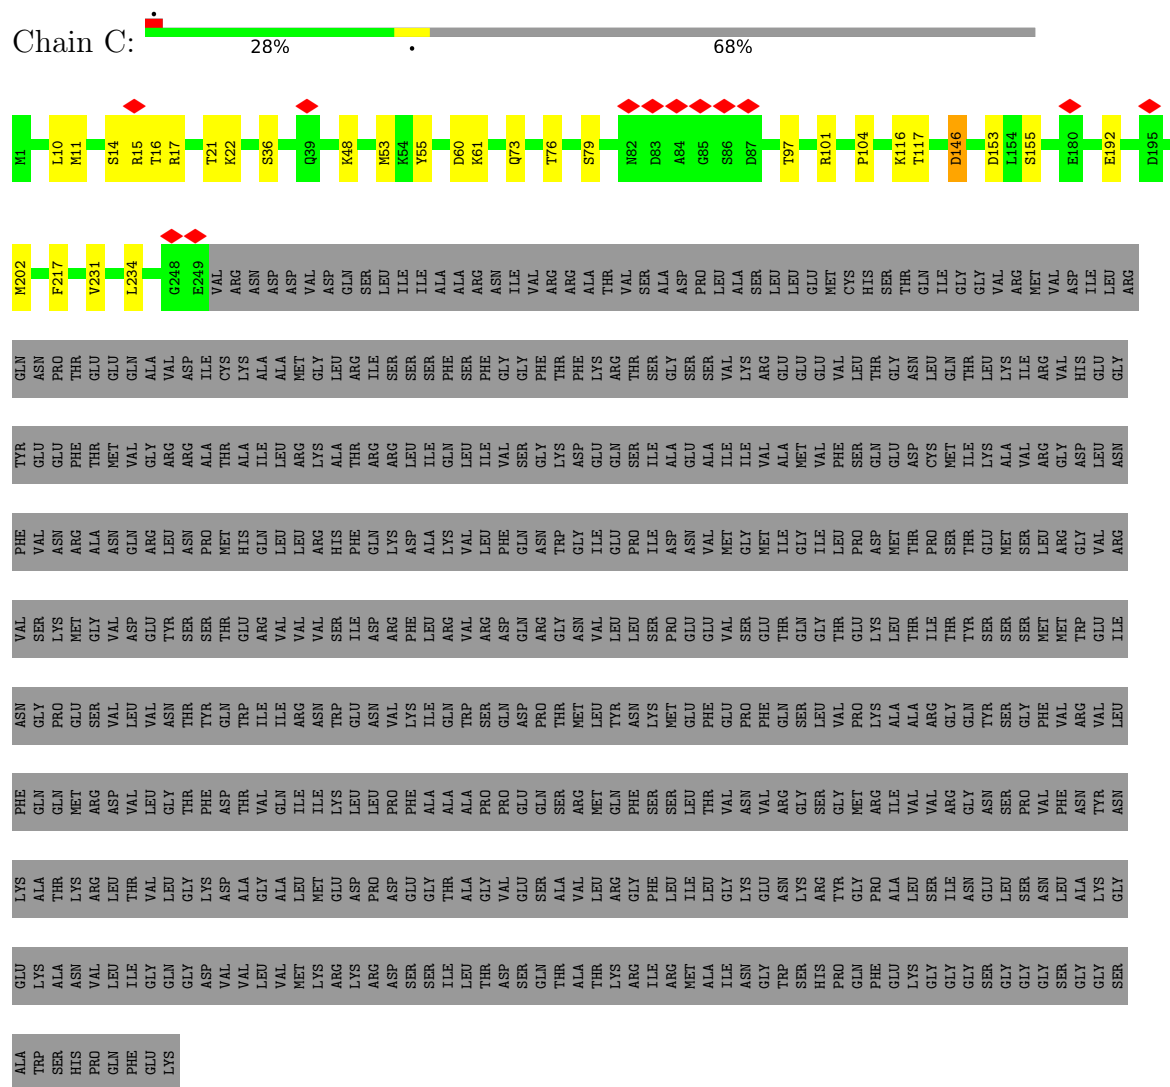 Chain C:
28%
68%
M1 L10 M11 S14 R15 T16 R17 T21 K22 S36 Q39 K48 M53 K54 Y55 D60 K61 Q73 T76 S79 N82 D83 A84 G85 S86 D87 T97 R101 P104 K116 T117 D146 D153 L154 S155 E180 E192 D195
M202 F217 V231 L234 G248 E249 VAL ARG ASN ASP ASP VAL ASP GLN SER LEU ILE ILE ALA ALA ARG ASN ILE VAL ARG ARG ALA THR VAL SER ALA ASP PRO LEU ALA SER LEU LEU GLU MET CYS HIS SER THR GLN ILE GLY GLY VAL ARG MET VAL ASP ILE LEU ARG
GLN ASN PRO THR GLU GLU GLN ALA VAL ASP ILE CYS LYS ALA ALA MET GLY LEU ARG ILE SER SER SER PHE SER PHE GLY GLY PHE THR PHE LYS ARG THR SER GLY SER SER VAL LYS ARG GLU GLU GLU VAL LEU THR GLY ASN LEU GLN THR LEU LYS ILE ARG VAL HIS GLU GLY
TYR GLU GLU PHE THR MET VAL GLY ARG ARG ALA THR ALA ILE LEU ARG LYS ALA THR ARG ARG LEU ILE GLN LEU ILE VAL SER GLY LYS ASP GLU GLN SER ILE ALA GLU ALA ILE ILE VAL ALA MET VAL PHE SER GLN GLU ASP CYS MET ILE LYS ALA VAL ARG GLY ASP LEU ASN
PHE VAL ASN ARG ALA ASN GLN ARG LEU ASN PRO MET HIS GLN LEU LEU ARG HIS PHE GLN LYS ASP ALA LYS VAL LEU PHE GLN ASN TRP GLY ILE GLU PRO ILE ASP ASN VAL MET GLY MET ILE GLY ILE LEU PRO ASP MET THR PRO SER THR GLU MET SER LEU ARG GLY VAL ARG
VAL SER LYS MET GLY VAL ASP GLU TYR SER SER THR GLU ARG VAL VAL VAL SER ILE ASP ARG PHE LEU ARG VAL ARG ASP GLN ARG GLY ASN VAL LEU LEU SER PRO GLU GLU VAL SER GLU THR GLN GLY THR GLU LYS LEU THR ILE THR TYR SER SER SER MET MET TRP GLU ILE
ASN GLY PRO GLU SER VAL LEU VAL ASN THR TYR GLN TRP ILE ILE ARG ASN TRP GLU ASN VAL LYS ILE GLN TRP SER GLN ASP PRO THR MET LEU TYR ASN LYS MET GLU PHE GLU PRO PHE GLN SER LEU VAL PRO LYS ALA ALA ARG GLY GLN TYR SER GLY PHE VAL ARG VAL LEU
PHE GLN GLN MET ARG ASP VAL LEU GLY THR PHE ASP THR VAL GLN ILE ILE LYS LEU LEU PRO PHE ALA ALA ALA PRO PRO GLU GLN SER ARG MET GLN PHE SER SER LEU THR VAL ASN VAL ARG GLY SER GLY MET ARG ILE VAL VAL ARG GLY ASN SER PRO VAL PHE ASN TYR ASN
LYS ALA THR LYS ARG LEU THR VAL LEU GLY LYS ASP ALA GLY ALA LEU MET GLU ASP PRO ASP GLU GLY THR ALA GLY VAL GLU SER ALA VAL LEU ARG GLY PHE LEU ILE LEU GLY LYS GLU ASN LYS ARG TYR GLY PRO ALA LEU SER ILE ASN GLU LEU SER ASN LEU ALA LYS GLY
GLU LYS ALA ASN VAL LEU ILE GLY GLN GLY ASP VAL VAL LEU VAL MET LYS ARG LYS ARG ASP SER SER ILE LEU THR ASP SER GLN THR ALA THR LYS ARG ILE ARG MET ALA ILE ASN GLY TRP SER HIS PRO GLN PHE GLU LYS GLY GLY GLY SER GLY GLY GLY SER GLY GLY SER
ALA TRP SER HIS PRO GLN PHE GLU LYS